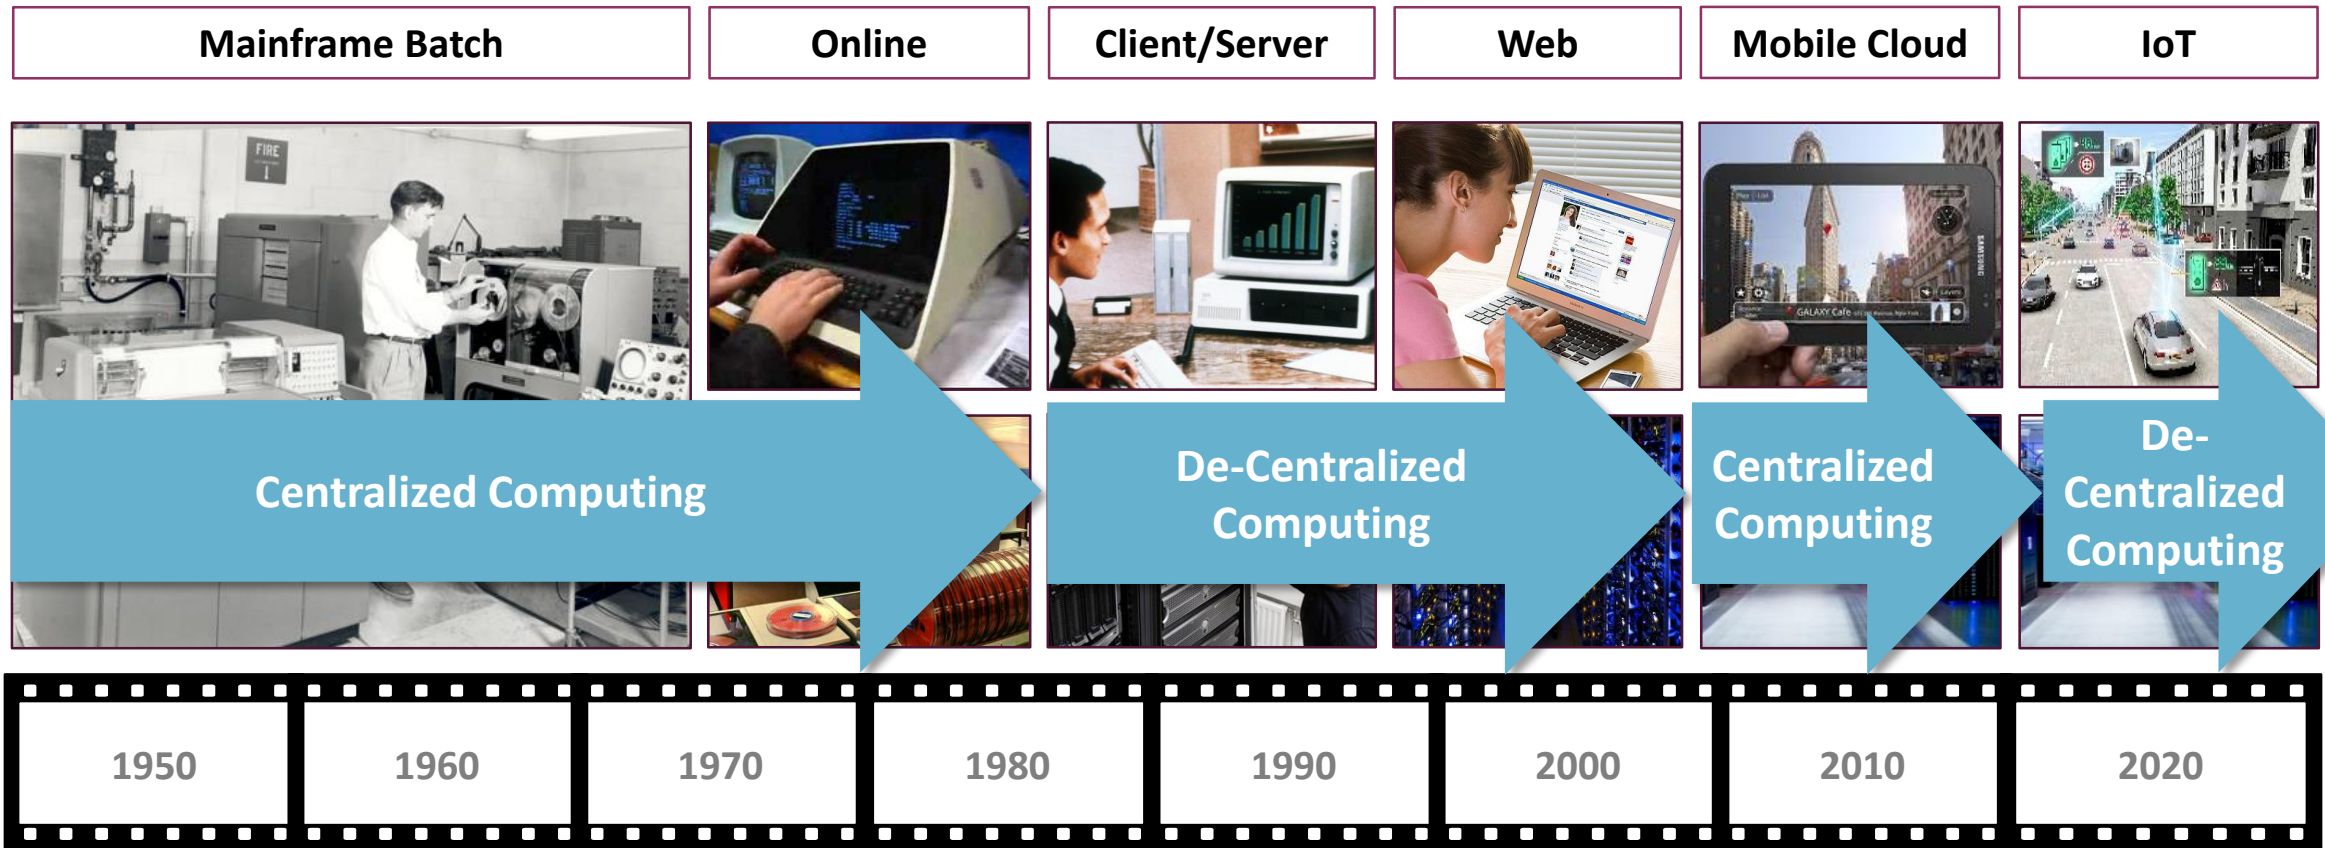 Mainframe Batch
Online
Client/Server
Web
Mobile Cloud
IoT
FIRE
SAMSUNG
GALAXY Cafe
Layers
Centralized Computing
De-Centralized
Computing
Centralized
Computing
De-
Centralized
Computing
1950
1960
1970
1980
1990
2000
2010
2020